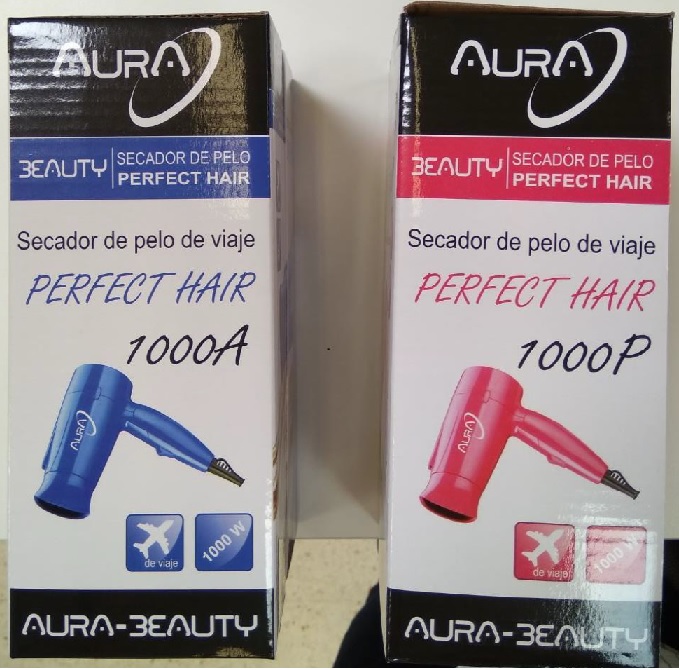 AURA
BEAUTY
SECADOR DE PELO
PERFECT HAIR
Secador de pelo de viaje
PERFECT HAIR
1000A
AURA
de viaje
1000 W
AURA-BEAUTY
AURA
BEAUTY
SECADOR DE PELO
PERFECT HAIR
Secador de pelo de viaje
PERFECT HAIR
1000P
AURA
de viaje
1000 W
AURA-BEAUTY